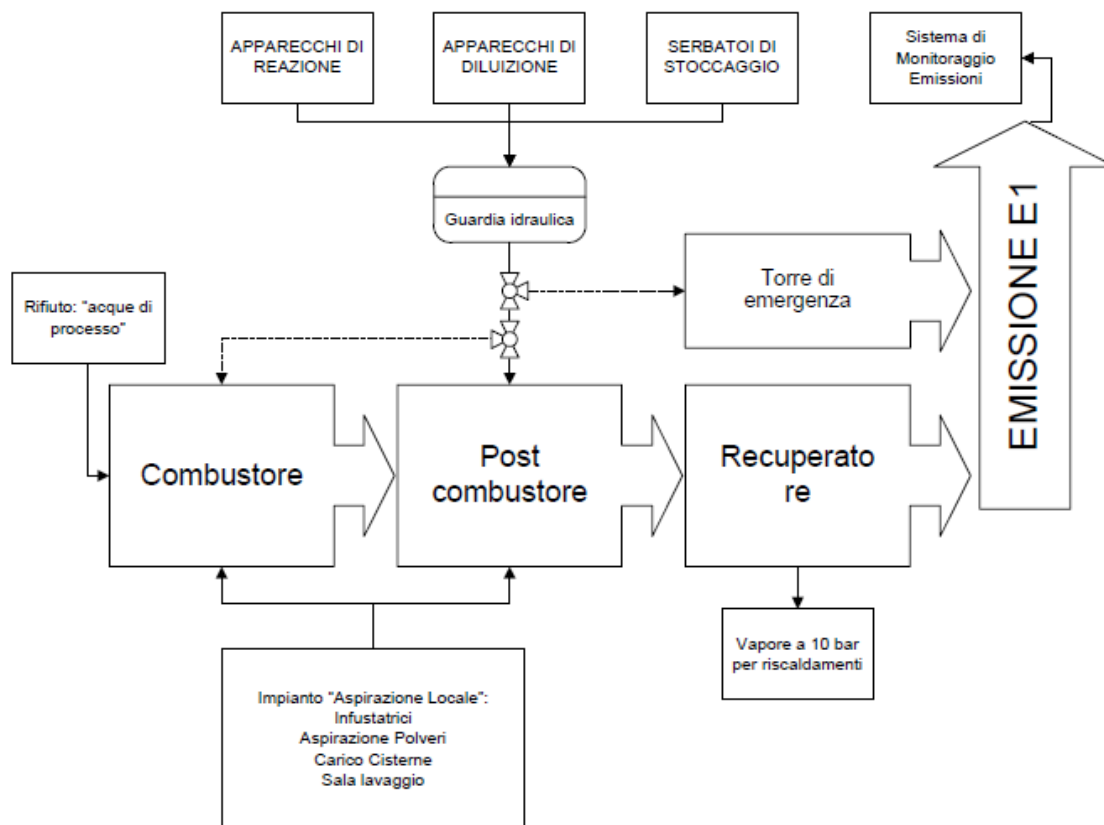 APPARECCHI DI
REAZIONE
APPARECCHI DI
DILUIZIONE
SERBATOI DI
STOCCAGGIO
Sistema di
Monitoraggio
Emissioni
Guardia idraulica
Rifiuto: "acque di
processo"
Torre di
emergenza
EMISSIONE E1
Combustore
Post
combustore
Recuperato
re
Vapore a 10 bar
per riscaldamenti
Impianto "Aspirazione Locale":
Infustatrici
Aspirazione Polveri
Carico Cisterne
Sala lavaggio